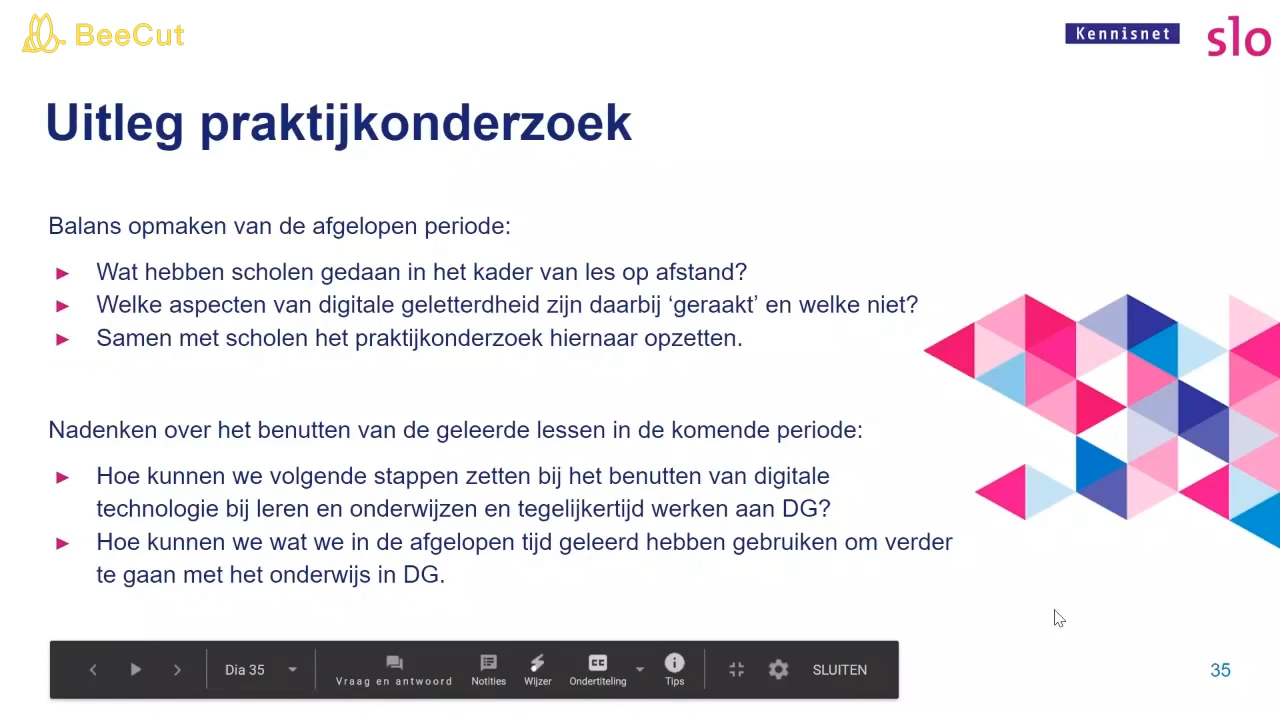 BeeCut
Kennisnet
slo
Uitleg praktijkonderzoek
Balans opmaken van de afgelopen periode:
► Wat hebben scholen gedaan in het kader van les op afstand?
► Welke aspecten van digitale geletterdheid zijn daarbij ‘geraakt’ en welke niet?
► Samen met scholen het praktijkonderzoek hiernaar opzetten.
Nadenken over het benutten van de geleerde lessen in de komende periode:
► Hoe kunnen we volgende stappen zetten bij het benutten van digitale
technologie bij leren en onderwijzen en tegelijkertijd werken aan DG?
► Hoe kunnen we wat we in de afgelopen tijd geleerd hebben gebruiken om verder
te gaan met het onderwijs in DG.
Dia 35
Vraag en antwoord
Notities
Wijzer
CC
Ondertiteling
Tips
SLUITEN
35